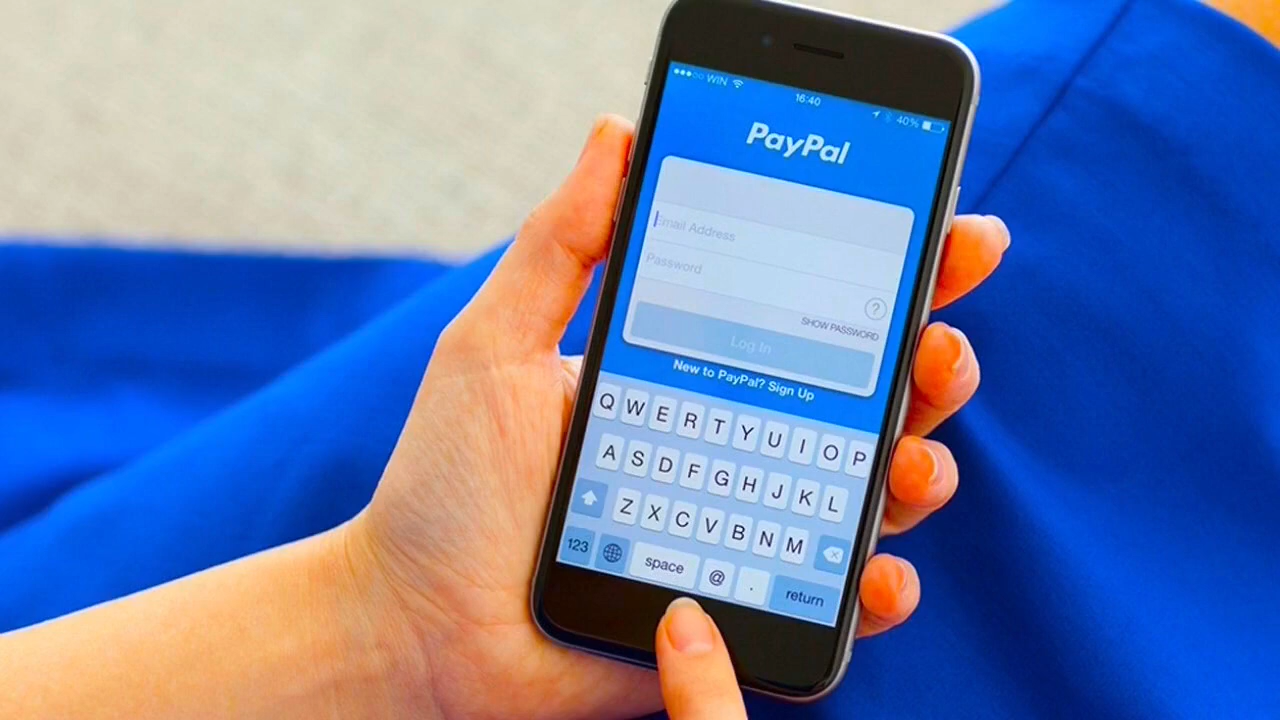 WIN
16:40
40%
PayPal
Email Address
Password
?
SHOW PASSWORD
Log In
New to PayPal? Sign Up
Q W E R T Y U I O P
A S D F G H J K L
Z X C V B N M
123 space @ . return